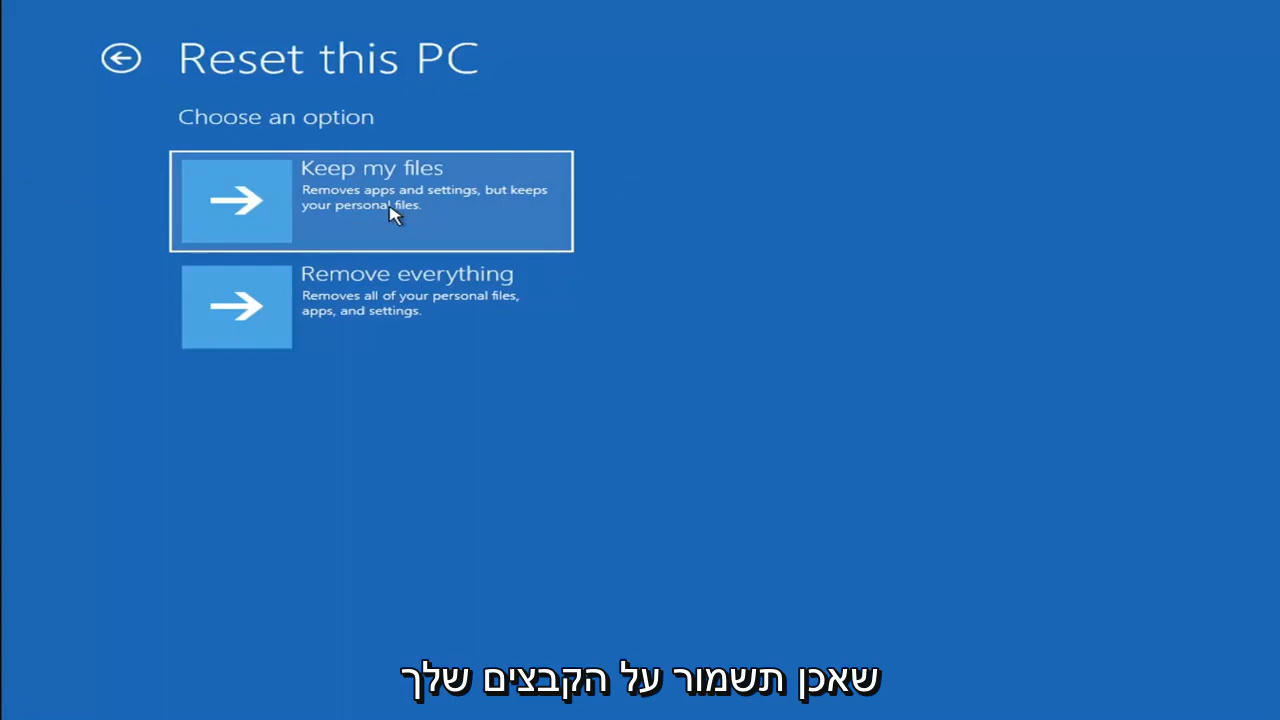 Reset this PC
Choose an option
Keep my files
Removes apps and settings, but keeps
your personal files.
Remove everything
Removes all of your personal files,
apps, and settings.
שאכן תשמור על הקבצים שלך